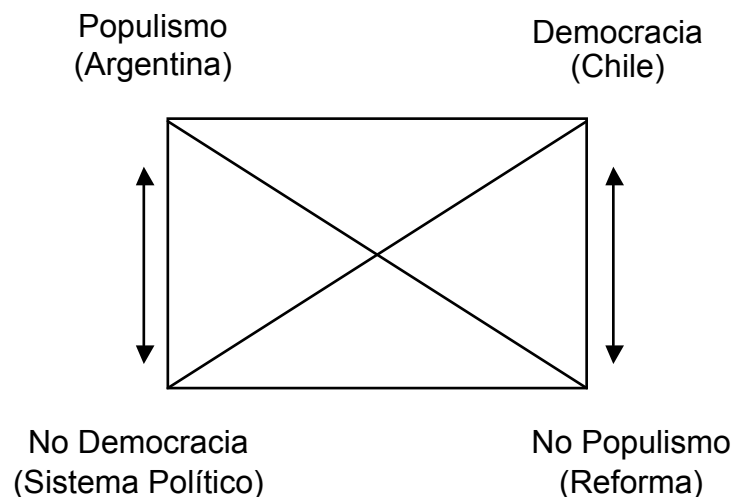 Populismo
(Argentina)
Democracia
(Chile)
No Democracia
(Sistema Político)
No Populismo
(Reforma)